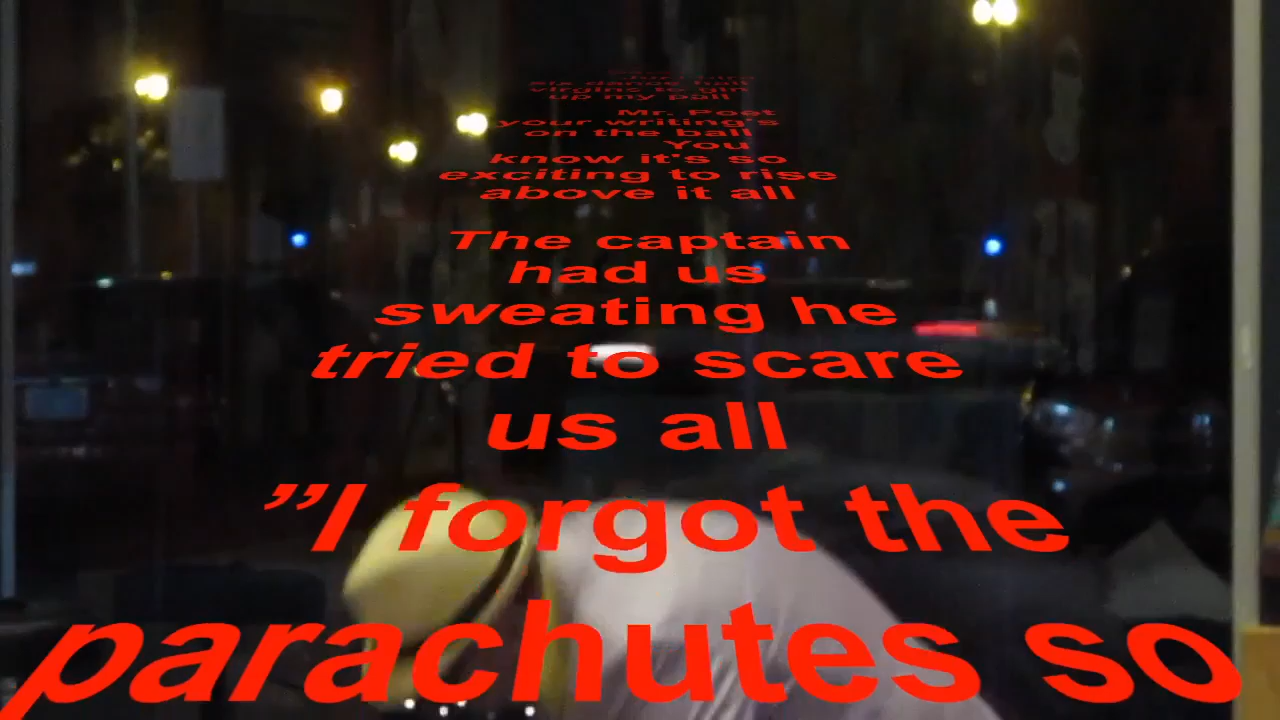 virgins to gin
up my pall
Mr. Poet
your writing's
on the ball
You
know it's so
exciting to rise
above it all
The captain
had us
sweating he
tried to scare
us all
”I forgot the
parachutes so